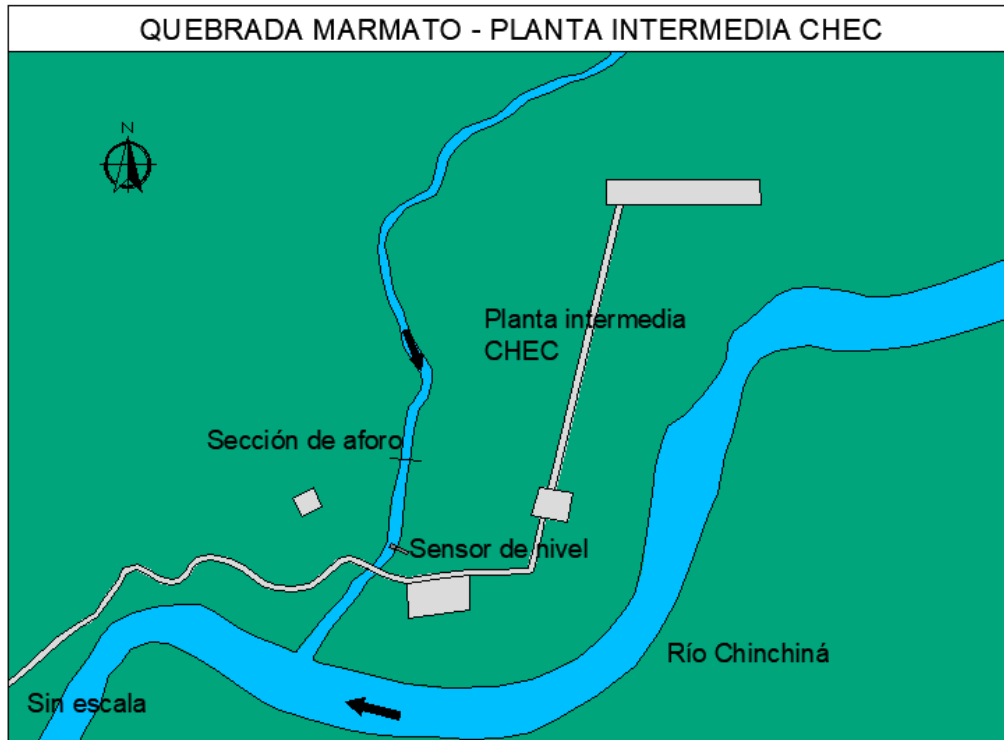 QUEBRADA MARMATO - PLANTA INTERMEDIA CHEC
N
Planta intermedia
CHEC
Sección de aforo
Sensor de nivel
Río Chinchiná
Sin escala